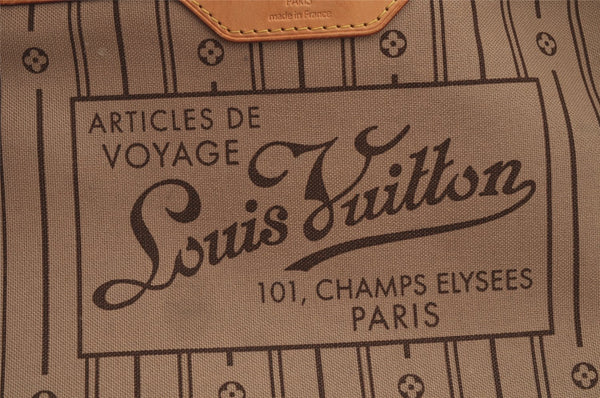 PARIS
made in France
ARTICLES DE
VOYAGE
Louis Vuitton
101, CHAMPS ELYSEES
PARIS